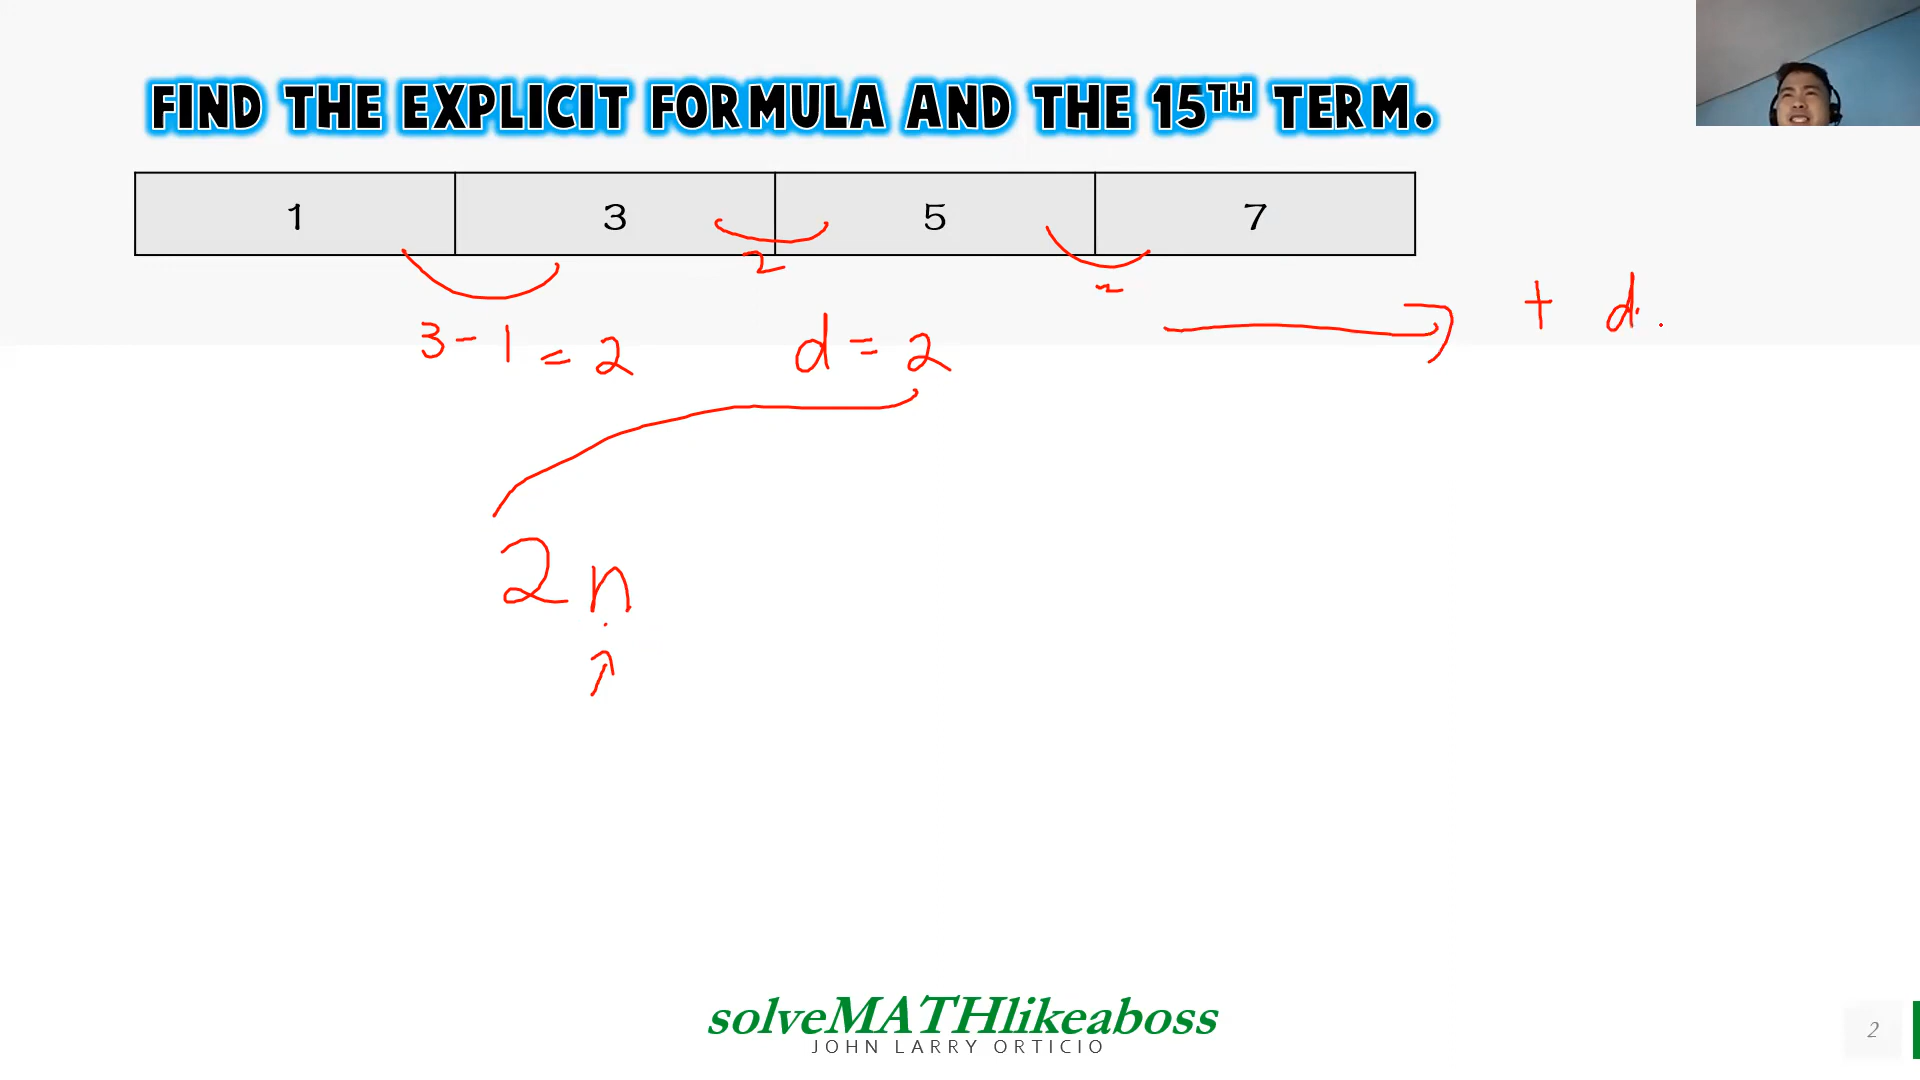 FIND THE EXPLICIT FORMULA AND THE 15TH TERM.
1 3 5 7
2
2
+ d.
3 - 1 = 2
d = 2
2n
solveMATHlikeaboss
JOHN LARRY ORTICIO
2